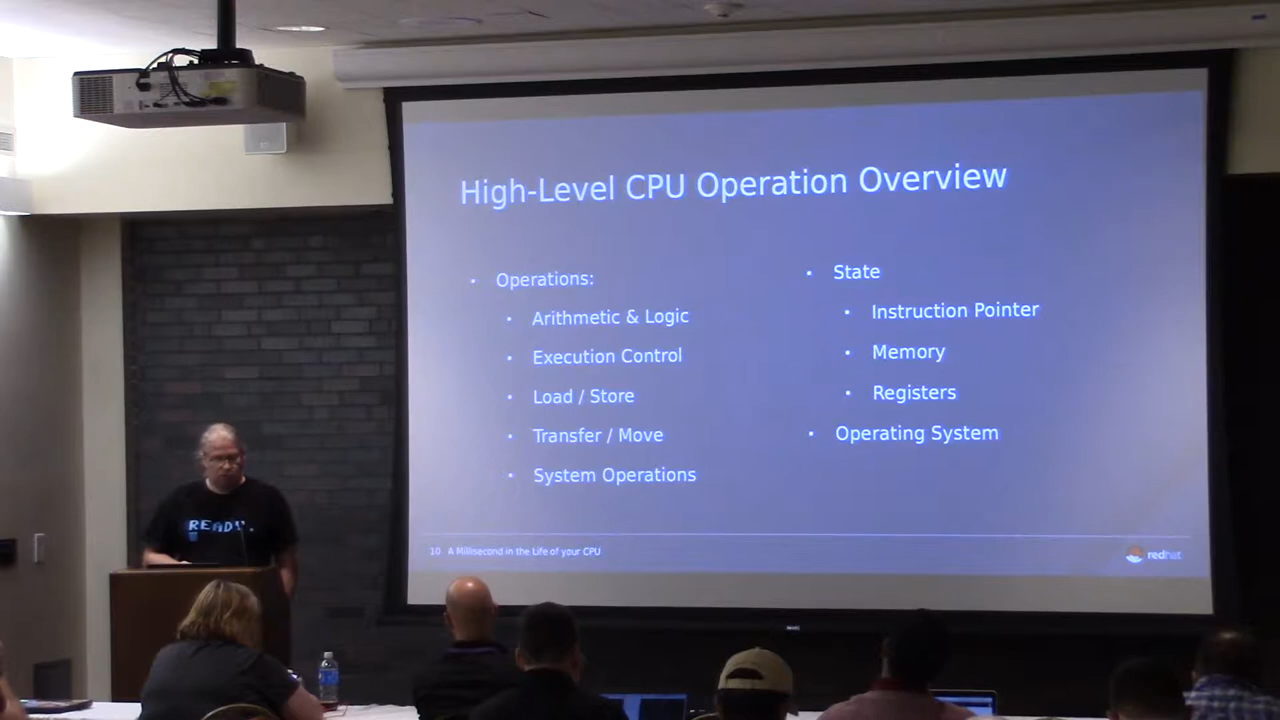 High-Level CPU Operation Overview
Operations:
Arithmetic & Logic
Execution Control
Load / Store
Transfer / Move
System Operations
State
Instruction Pointer
Memory
Registers
Operating System
10 A Millisecond in the Life of your CPU
redhat
READY.